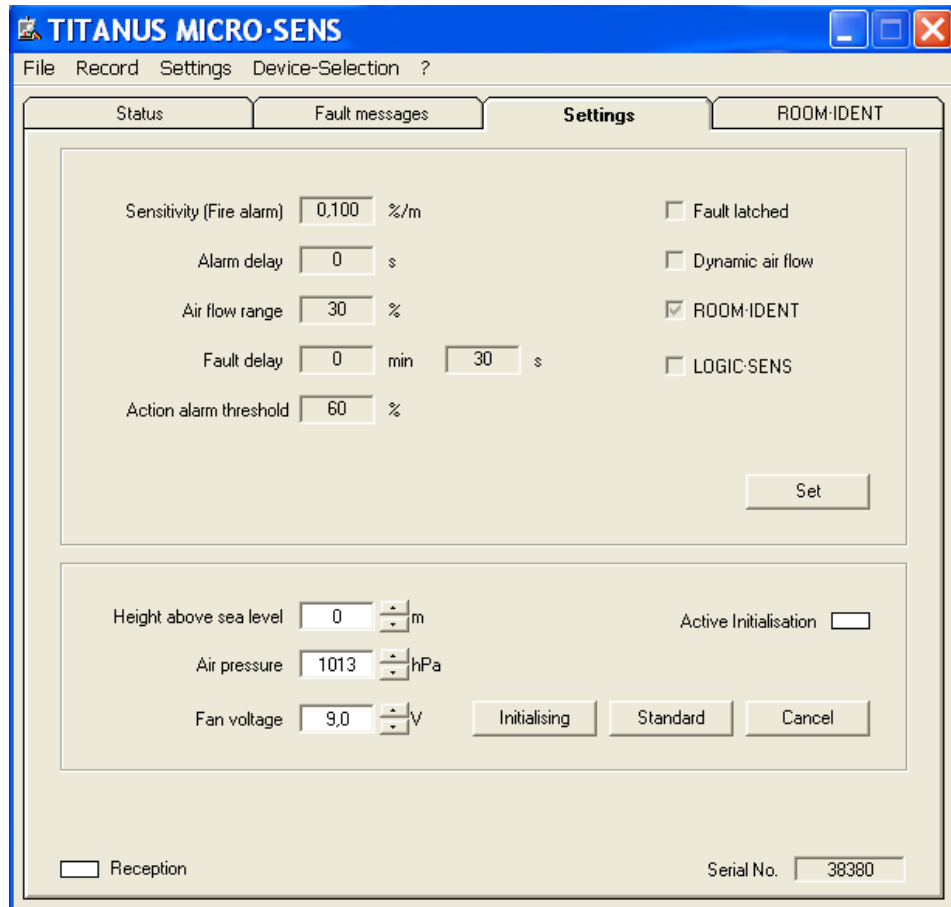 TITANUS MICRO·SENS
File Record Settings Device-Selection ?
Status Fault messages Settings ROOM·IDENT
Sensitivity (Fire alarm) 0,100 %/m Fault latched
Alarm delay 0 s Dynamic air flow
Air flow range 30 % ROOM·IDENT
Fault delay 0 min 30 s LOGIC·SENS
Action alarm threshold 60 %
Set
Height above sea level 0 m Active Initialisation
Air pressure 1013 hPa
Fan voltage 9,0 V Initialising Standard Cancel
Reception Serial No. 38380